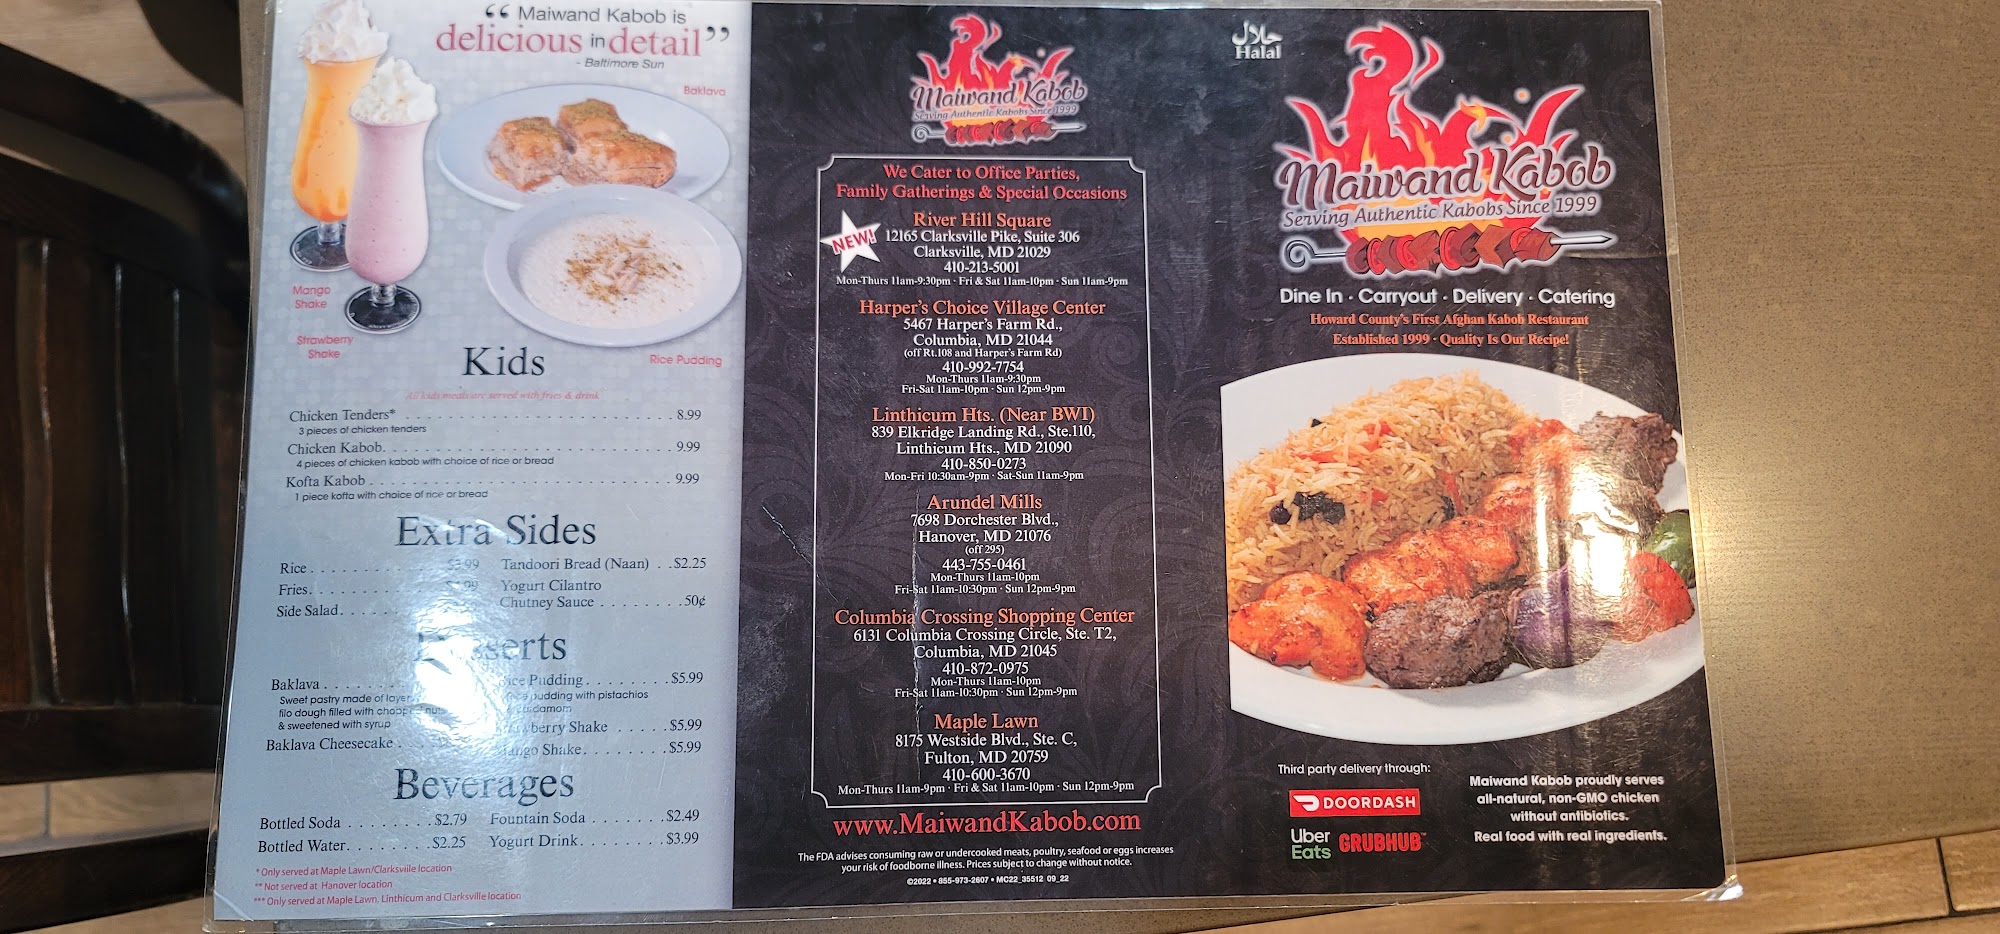 “ Maiwand Kabob is
delicious in detail”
- Baltimore Sun
Baklava
Mango
Shake
Strawberry
Shake
Rice Pudding
Kids
All kids meals are served with fries & drink
Chicken Tenders* 8.99
3 pieces of chicken tenders
Chicken Kabob 9.99
4 pieces of chicken kabob with choice of rice or bread
Kofta Kabob 9.99
1 piece kofta with choice of rice or bread
Extra Sides
Rice
Fries
Side Salad
Tandoori Bread (Naan) $2.25
Yogurt Cilantro
Chutney Sauce 50¢
Desserts
Baklava
Sweet pastry made of layer
filo dough filled with chopped nuts
& sweetened with syrup
Baklava Cheesecake
Rice Pudding $5.99
pudding with pistachios
& cardamom
Strawberry Shake $5.99
Mango Shake $5.99
Beverages
Bottled Soda $2.79
Bottled Water $2.25
Fountain Soda $2.49
Yogurt Drink $3.99
* Only served at Maple Lawn/Clarksville location
** Not served at Hanover location
*** Only served at Maple Lawn, Linthicum and Clarksville location
Maiwand Kabob
Serving Authentic Kabobs Since 1999
We Cater to Office Parties,
Family Gatherings & Special Occasions
NEW!
River Hill Square
12165 Clarksville Pike, Suite 306
Clarksville, MD 21029
410-213-5001
Mon-Thurs 11am-9:30pm · Fri & Sat 11am-10pm · Sun 11am-9pm
Harper's Choice Village Center
5467 Harper's Farm Rd.,
Columbia, MD 21044
(off Rt.108 and Harper's Farm Rd)
410-992-7754
Mon-Thurs 11am-9:30pm
Fri-Sat 11am-10pm · Sun 12pm-9pm
Linthicum Hts. (Near BWI)
839 Elkridge Landing Rd., Ste.110,
Linthicum Hts., MD 21090
410-850-0273
Mon-Fri 10:30am-9pm · Sat-Sun 11am-9pm
Arundel Mills
7698 Dorchester Blvd.,
Hanover, MD 21076
(off 295)
443-755-0461
Mon-Thurs 11am-10pm
Fri-Sat 11am-10:30pm · Sun 12pm-9pm
Columbia Crossing Shopping Center
6131 Columbia Crossing Circle, Ste. T2,
Columbia, MD 21045
410-872-0975
Mon-Thurs 11am-10pm
Fri-Sat 11am-10:30pm · Sun 12pm-9pm
Maple Lawn
8175 Westside Blvd., Ste. C,
Fulton, MD 20759
410-600-3670
Mon-Thurs 11am-9pm · Fri & Sat 11am-10pm · Sun 12pm-9pm
www.MaiwandKabob.com
The FDA advises consuming raw or undercooked meats, poultry, seafood or eggs increases
your risk of foodborne illness. Prices subject to change without notice.
©2022 • 855-973-2607 • MC22_35512 09_22
حلال
Halal
Maiwand Kabob
Serving Authentic Kabobs Since 1999
Dine In · Carryout · Delivery · Catering
Howard County's First Afghan Kabob Restaurant
Established 1999 · Quality Is Our Recipe!
Third party delivery through:
DOORDASH
Uber
Eats
GRUBHUB™
Maiwand Kabob proudly serves
all-natural, non-GMO chicken
without antibiotics.
Real food with real ingredients.